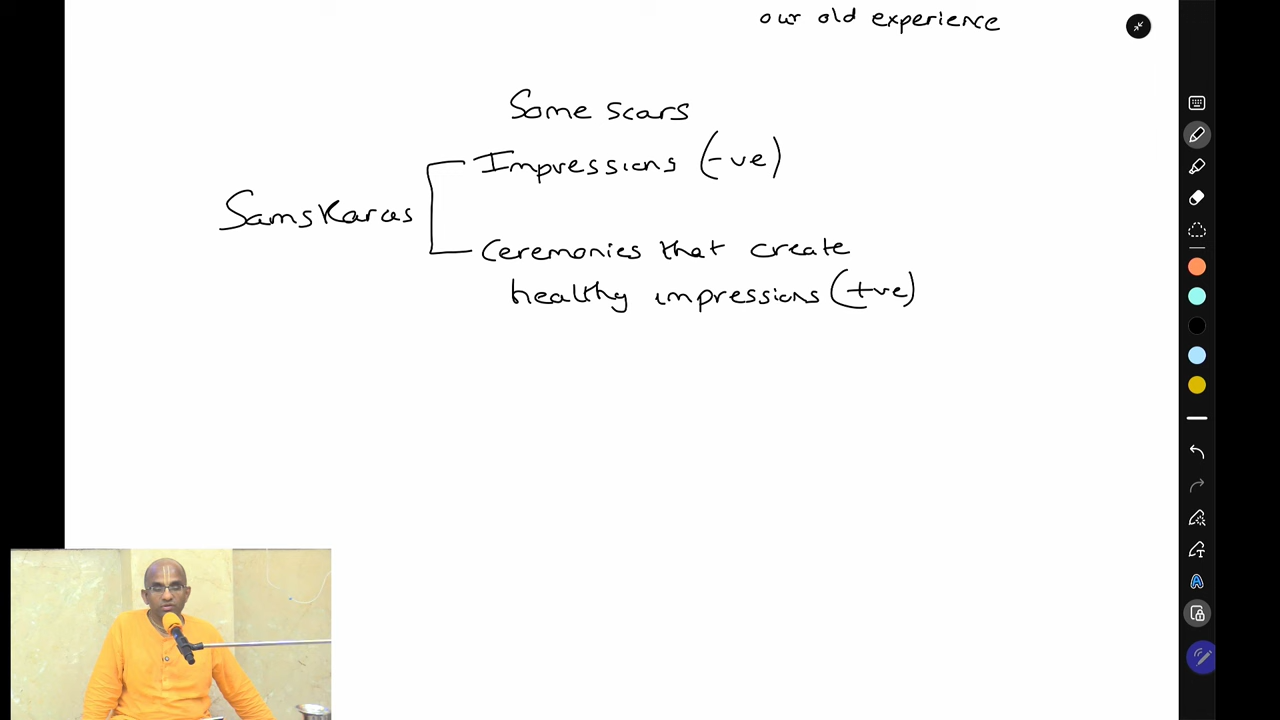 our old experience
Some scars
Impressions (-ve)
Samskaras
Ceremonies that create
healthy impressions (+ve)